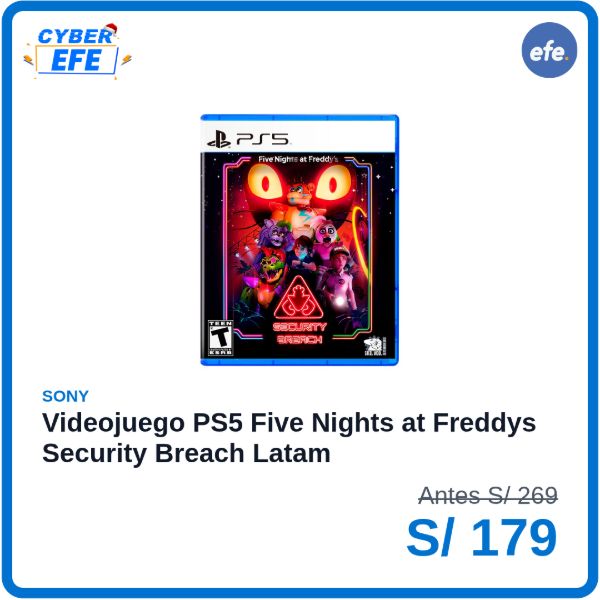 CYBER
EFE
efe.
PS5
Five Nights at Freddy's
SECURITY
BREACH
TEEN
T
ESRB
SONY
Videojuego PS5 Five Nights at Freddys
Security Breach Latam
Antes S/ 269
S/ 179